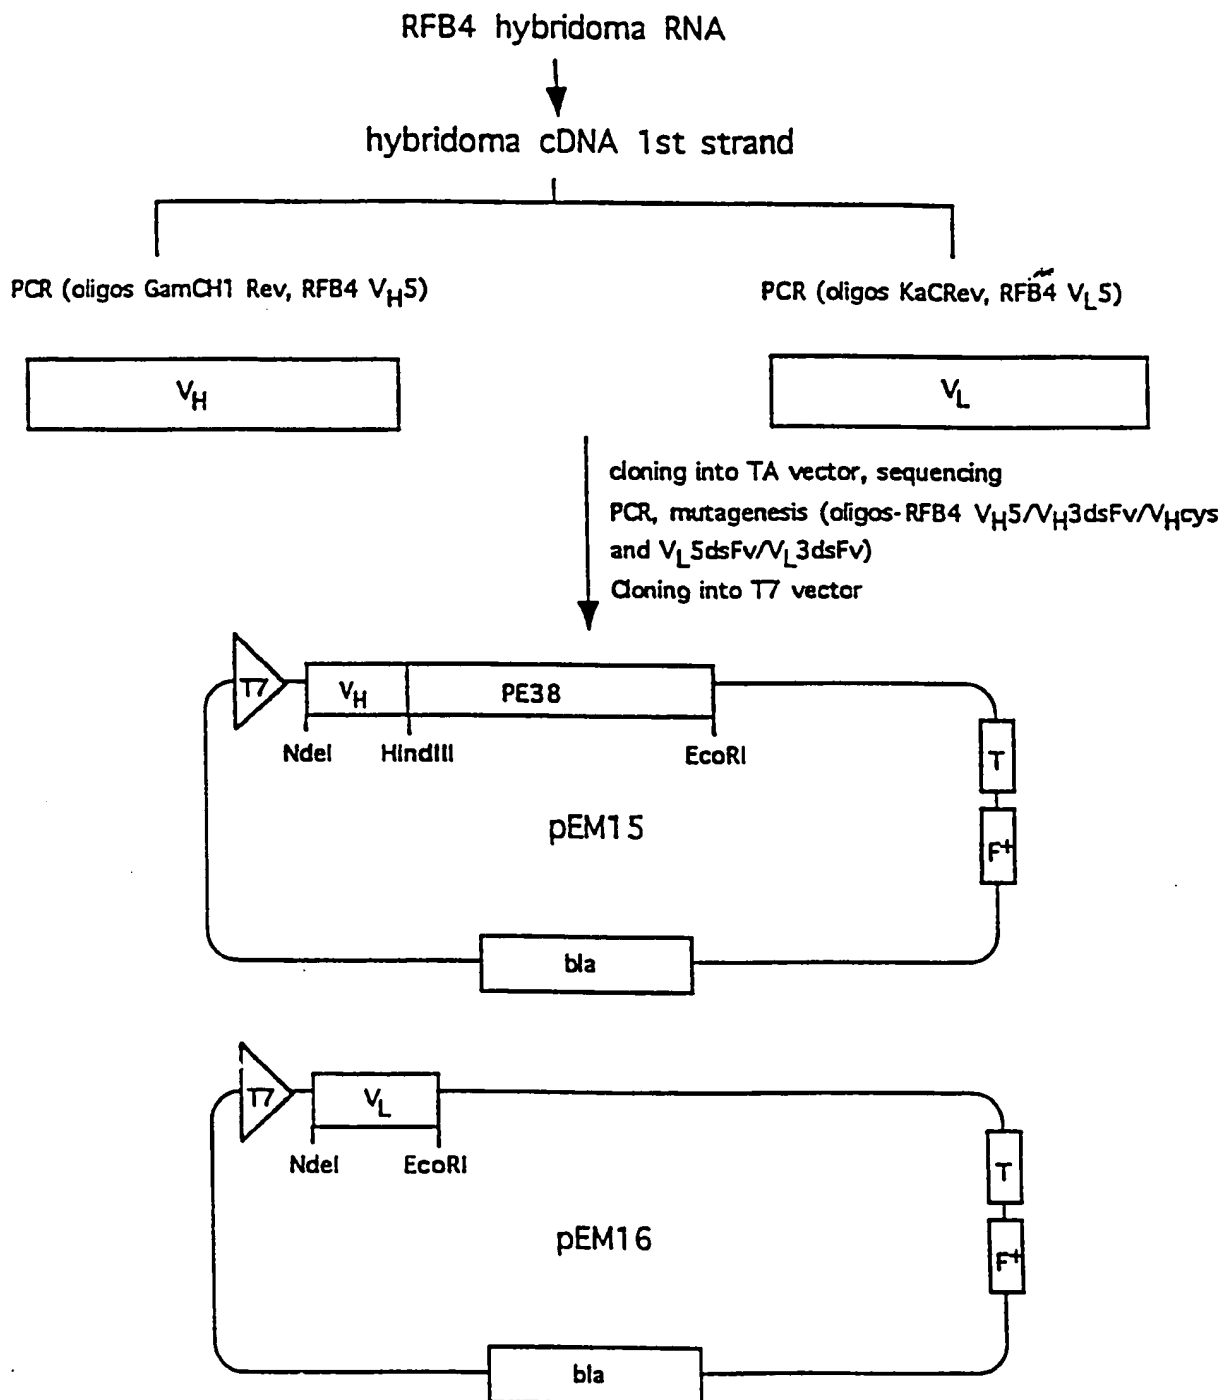 RFB4 hybridoma RNA
hybridoma cDNA 1st strand
PCR (oligos GamCH1 Rev, RFB4 VH5)
PCR (oligos KaCRev, RFB4 VL5)
VH
VL
cloning into TA vector, sequencing
PCR, mutagenesis (oligos-RFB4 VH5/VH3dsFv/VHcys
and VL5dsFv/VL3dsFv)
Cloning into T7 vector
T7
VH
PE38
NdeI
HindIII
EcoRI
T
pEM15
F+
bla
T7
VL
NdeI
EcoRI
T
pEM16
F+
bla